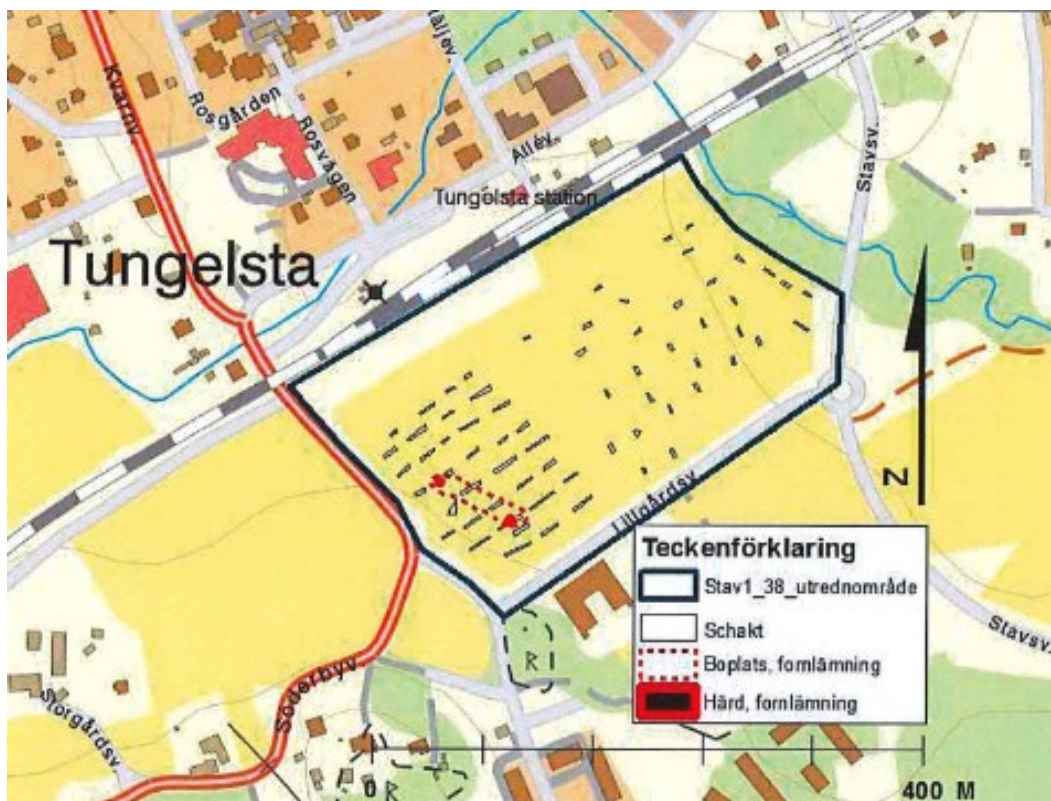 Kvarnv.
Rosgården
Rosvägen
Allév.
Stavsv.
Tungelsta station
Tungelsta
Lillgårdsv.
N
Teckenförklaring
Stav1_38_utrednområde
Schakt
Boplats, fornlämning
Härd, fornlämning
R
Stavsv.
Söderbyv.
Storgårdsv.
R
0
400 M